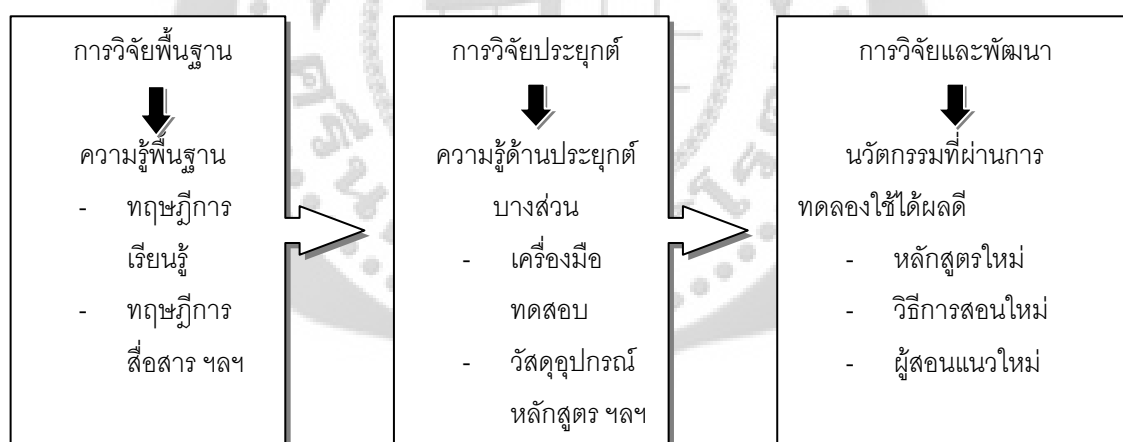 การวิจัยพื้นฐาน
ความรู้พื้นฐาน
- ทฤษฎีการ
เรียนรู้
- ทฤษฎีการ
สื่อสาร ฯลฯ
การวิจัยประยุกต์
ความรู้ด้านประยุกต์
บางส่วน
- เครื่องมือ
ทดสอบ
- วัสดุอุปกรณ์
หลักสูตร ฯลฯ
การวิจัยและพัฒนา
นวัตกรรมที่ผ่านการ
ทดลองใช้ได้ผลดี
- หลักสูตรใหม่
- วิธีการสอนใหม่
- ผู้สอนแนวใหม่